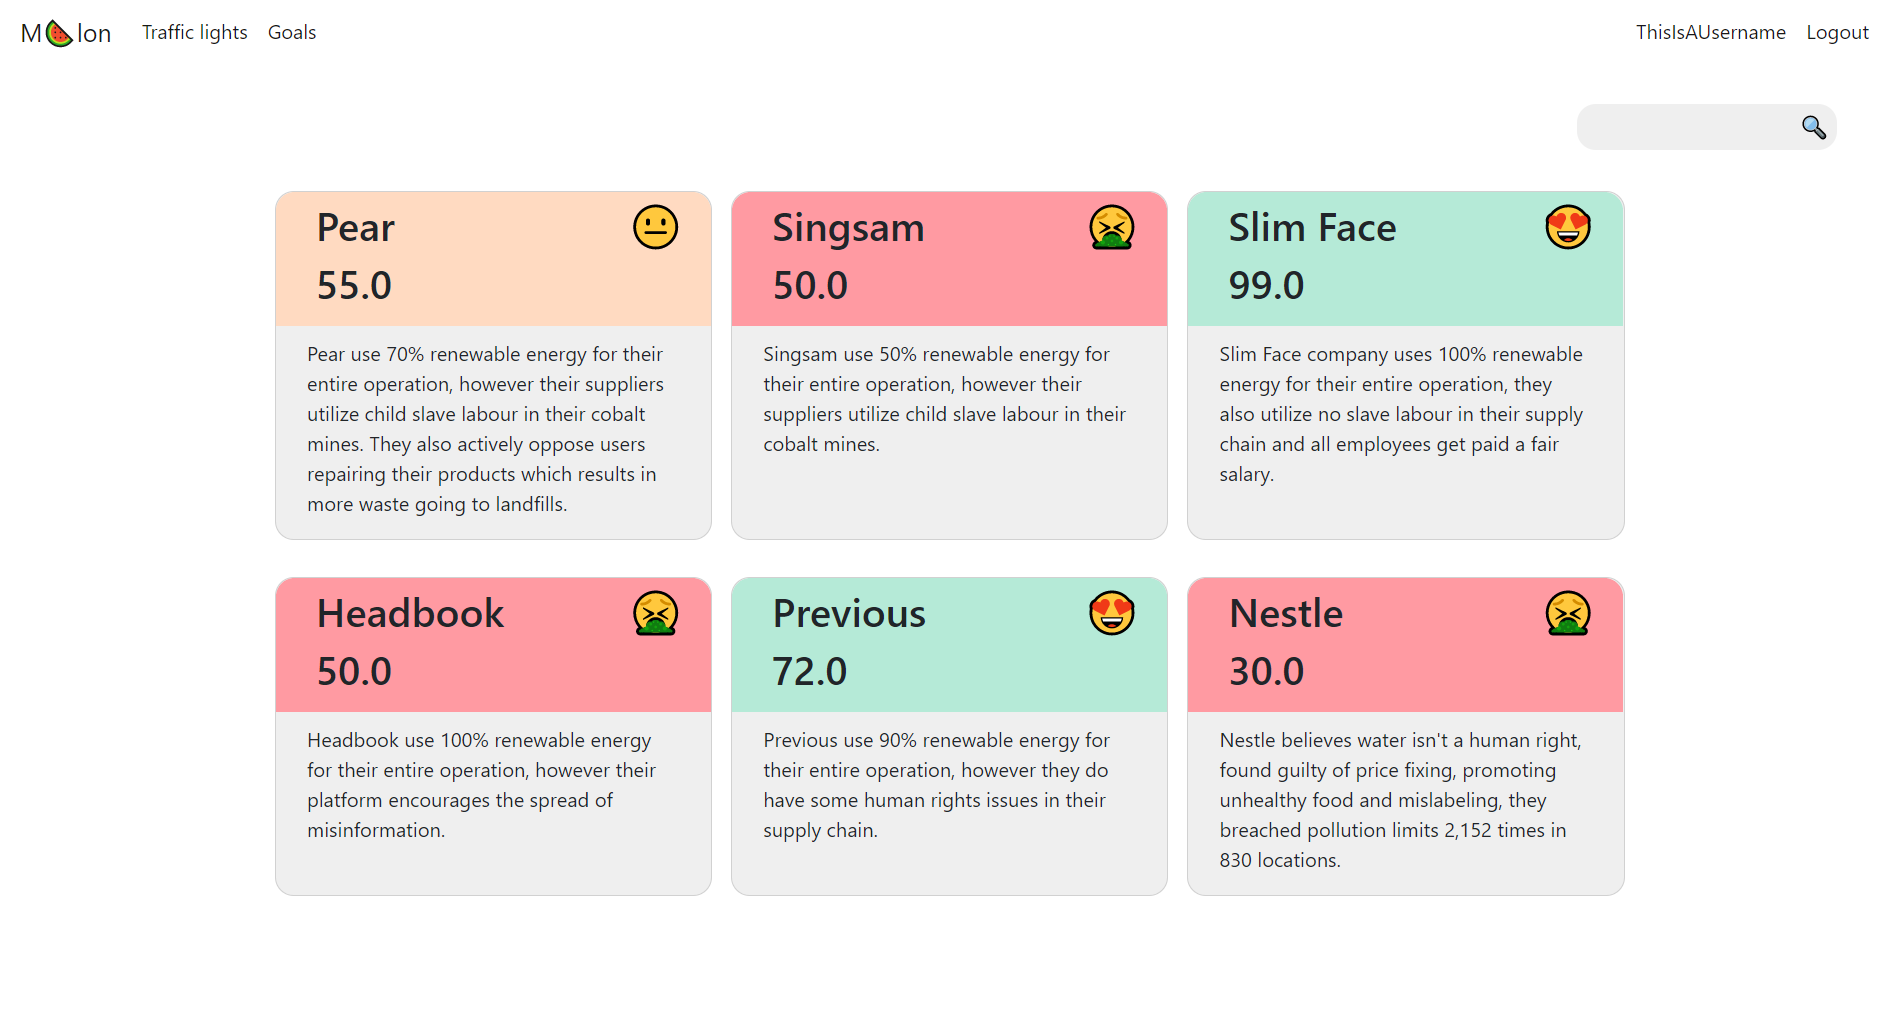 M🍉lon Traffic lights Goals ThisIsAUsername Logout
Pear
55.0
Pear use 70% renewable energy for their
entire operation, however their suppliers
utilize child slave labour in their cobalt
mines. They also actively oppose users
repairing their products which results in
more waste going to landfills.
Singsam
50.0
Singsam use 50% renewable energy for
their entire operation, however their
suppliers utilize child slave labour in their
cobalt mines.
Slim Face
99.0
Slim Face company uses 100% renewable
energy for their entire operation, they
also utilize no slave labour in their supply
chain and all employees get paid a fair
salary.
Headbook
50.0
Headbook use 100% renewable energy
for their entire operation, however their
platform encourages the spread of
misinformation.
Previous
72.0
Previous use 90% renewable energy for
their entire operation, however they do
have some human rights issues in their
supply chain.
Nestle
30.0
Nestle believes water isn't a human right,
found guilty of price fixing, promoting
unhealthy food and mislabeling, they
breached pollution limits 2,152 times in
830 locations.